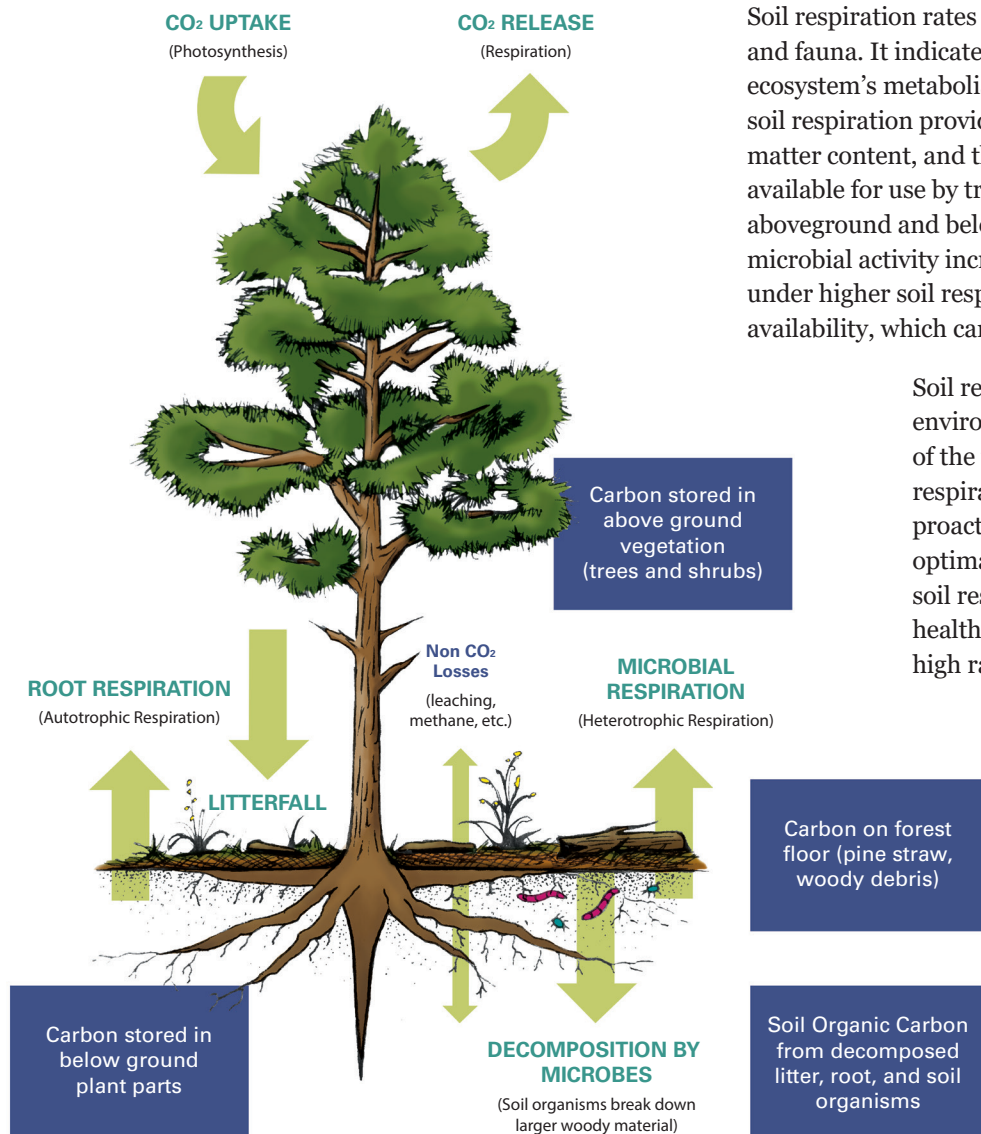 CO₂ UPTAKE
(Photosynthesis)
CO₂ RELEASE
(Respiration)
Soil respiration rates
and fauna. It indicate
ecosystem's metaboli
soil respiration provic
matter content, and th
available for use by tr
aboveground and belo
microbial activity incr
under higher soil resp
availability, which car
Soil re
enviro
of the
respira
proact
optima
soil res
health
high ra
Carbon stored in
above ground
vegetation
(trees and shrubs)
ROOT RESPIRATION
(Autotrophic Respiration)
Non CO₂
Losses
(leaching,
methane, etc.)
MICROBIAL
RESPIRATION
(Heterotrophic Respiration)
LITTERFALL
Carbon on forest
floor (pine straw,
woody debris)
Carbon stored in
below ground
plant parts
DECOMPOSITION BY
MICROBES
(Soil organisms break down
larger woody material)
Soil Organic Carbon
from decomposed
litter, root, and soil
organisms